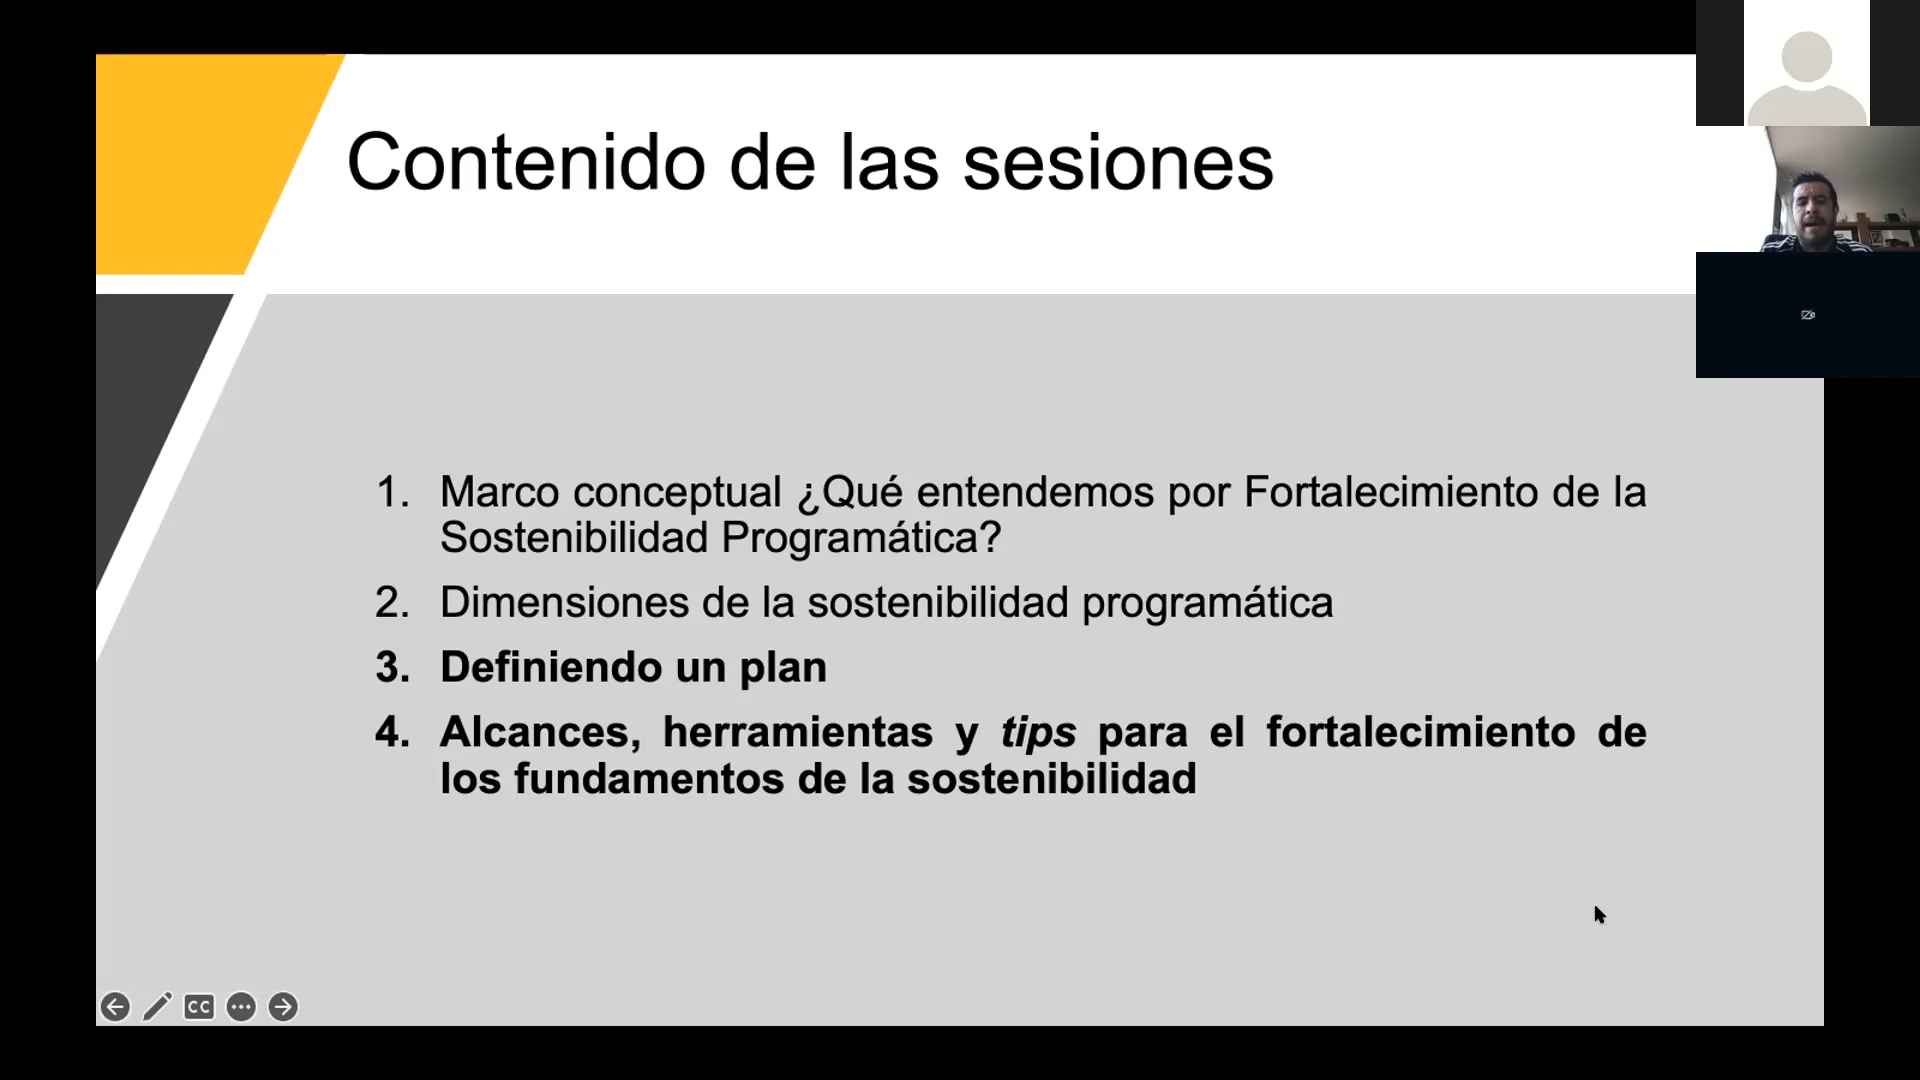 Contenido de las sesiones
1. Marco conceptual ¿Qué entendemos por Fortalecimiento de la
Sostenibilidad Programática?
2. Dimensiones de la sostenibilidad programática
3. Definiendo un plan
4. Alcances, herramientas y tips para el fortalecimiento de
los fundamentos de la sostenibilidad
CC